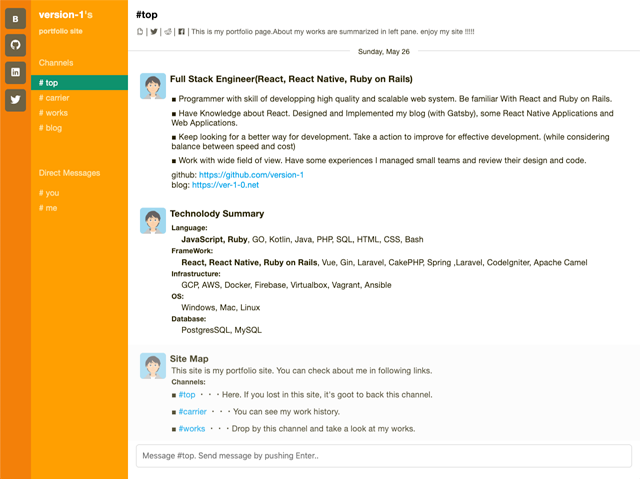 B
version-1's
portfolio site
Channels
# top
# carrier
# works
# blog
Direct Messages
# you
# me
#top
| | | | This is my portfolio page.About my works are summarized in left pane. enjoy my site !!!!!
Sunday, May 26
Full Stack Engineer(React, React Native, Ruby on Rails)
■ Programmer with skill of developping high quality and scalable web system. Be familiar With React and Ruby on Rails.
■ Have Knowledge about React. Designed and Implemented my blog (with Gatsby), some React Native Applications and
Web Applications.
■ Keep looking for a better way for development. Take a action to improve for effective development. (while considering
balance between speed and cost)
■ Work with wide field of view. Have some experiences I managed small teams and review their design and code.
github: https://github.com/version-1
blog: https://ver-1-0.net
Technolody Summary
Language:
JavaScript, Ruby, GO, Kotlin, Java, PHP, SQL, HTML, CSS, Bash
FrameWork:
React, React Native, Ruby on Rails, Vue, Gin, Laravel, CakePHP, Spring ,Laravel, CodeIgniter, Apache Camel
Infrastructure:
GCP, AWS, Docker, Firebase, Virtualbox, Vagrant, Ansible
OS:
Windows, Mac, Linux
Database:
PostgresSQL, MySQL
Site Map
This site is my portfolio site. You can check about me in following links.
Channels:
■ #top ・・・Here. If you lost in this site, it's goot to back this channel.
■ #carrier ・・・You can see my work history.
■ #works ・・・Drop by this channel and take a look at my works.
Message #top. Send message by pushing Enter..